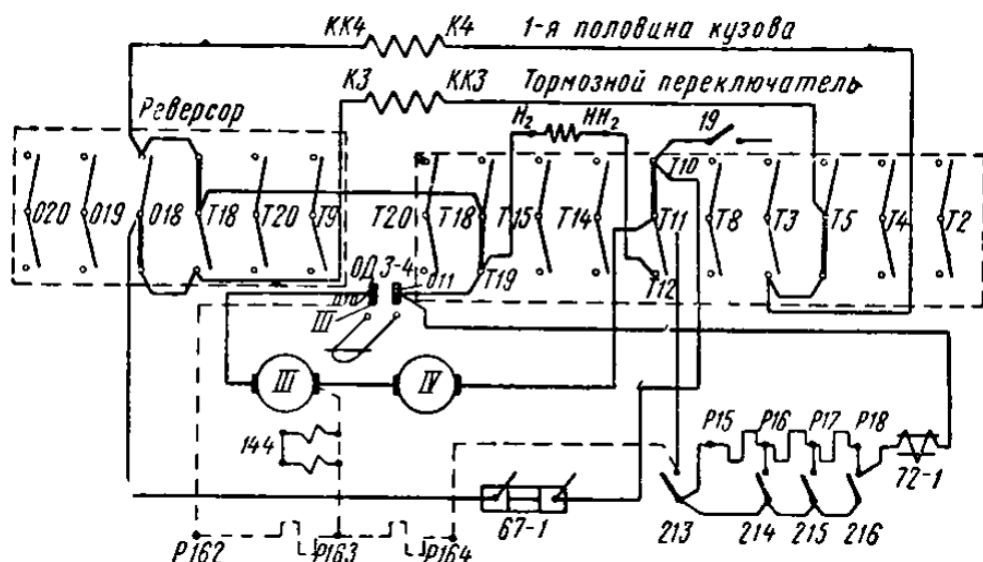 КК4 К4 1-я половина кузова
К3 КК3 Тормозной переключатель
Реверсор Н₂ НН₂ 19
Т10
020 019 018 Т18 Т20 Т9 Т20 Т18 Т15 Т14 Т11 Т8 Т3 Т5 Т4 Т2
ОД 3-4 011 Т19 Т12
III
III IV
144 Р15 Р16 Р17 Р18
72-1
Р162 Р163 Р164 67-1 213 214 215 216